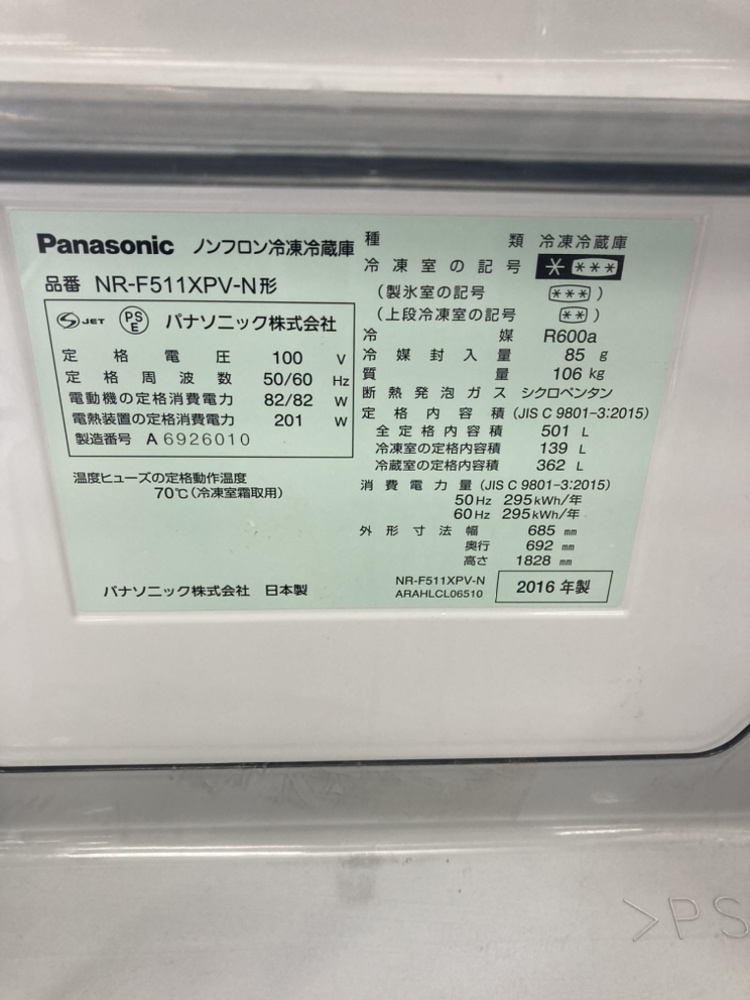 Panasonic ノンフロン冷凍冷蔵庫
品番 NR-F511XPV-N形
S JET PSE パナソニック株式会社
定格電圧 100 V
定格周波数 50/60 Hz
電動機の定格消費電力 82/82 W
電熱装置の定格消費電力 201 W
製造番号 A 6926010
温度ヒューズの定格動作温度
70℃(冷凍室霜取用)
パナソニック株式会社 日本製
種類 冷凍冷蔵庫
冷凍室の記号 * ***
(製氷室の記号 *** )
(上段冷凍室の記号 ** )
冷媒 R600a
冷媒封入量 85 g
質量 106 kg
断熱発泡ガス シクロペンタン
定格内容積 (JIS C 9801-3:2015)
全定格内容積 501 L
冷凍室の定格内容積 139 L
冷蔵室の定格内容積 362 L
消費電力量 (JIS C 9801-3:2015)
50Hz 295kWh/年
60Hz 295kWh/年
外形寸法 幅 685 mm
奥行 692 mm
高さ 1828 mm
NR-F511XPV-N
ARAHLCL06510
2016 年製
>PS